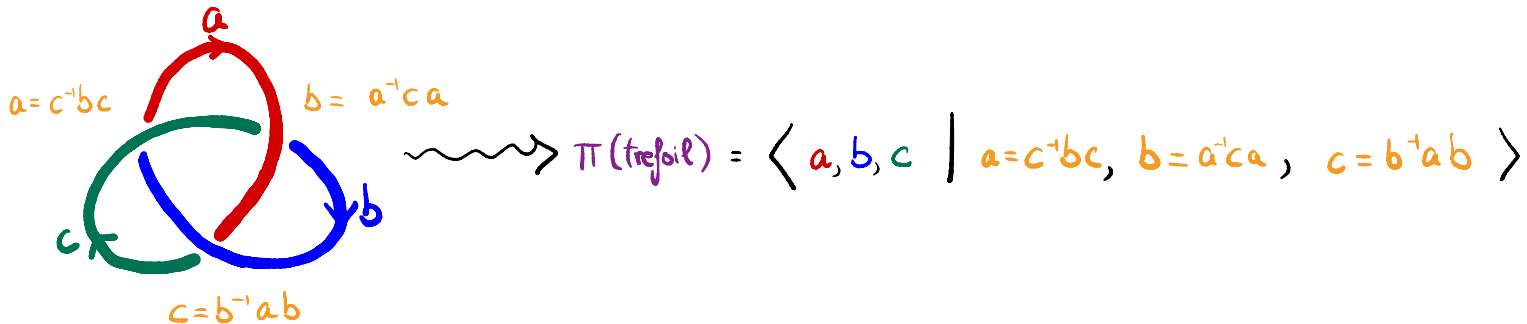 a
a = c⁻¹bc
b = a⁻¹ca
π(trefoil) = ⟨ a, b, c | a = c⁻¹bc, b = a⁻¹ca, c = b⁻¹ab ⟩
b
c
c = b⁻¹ab